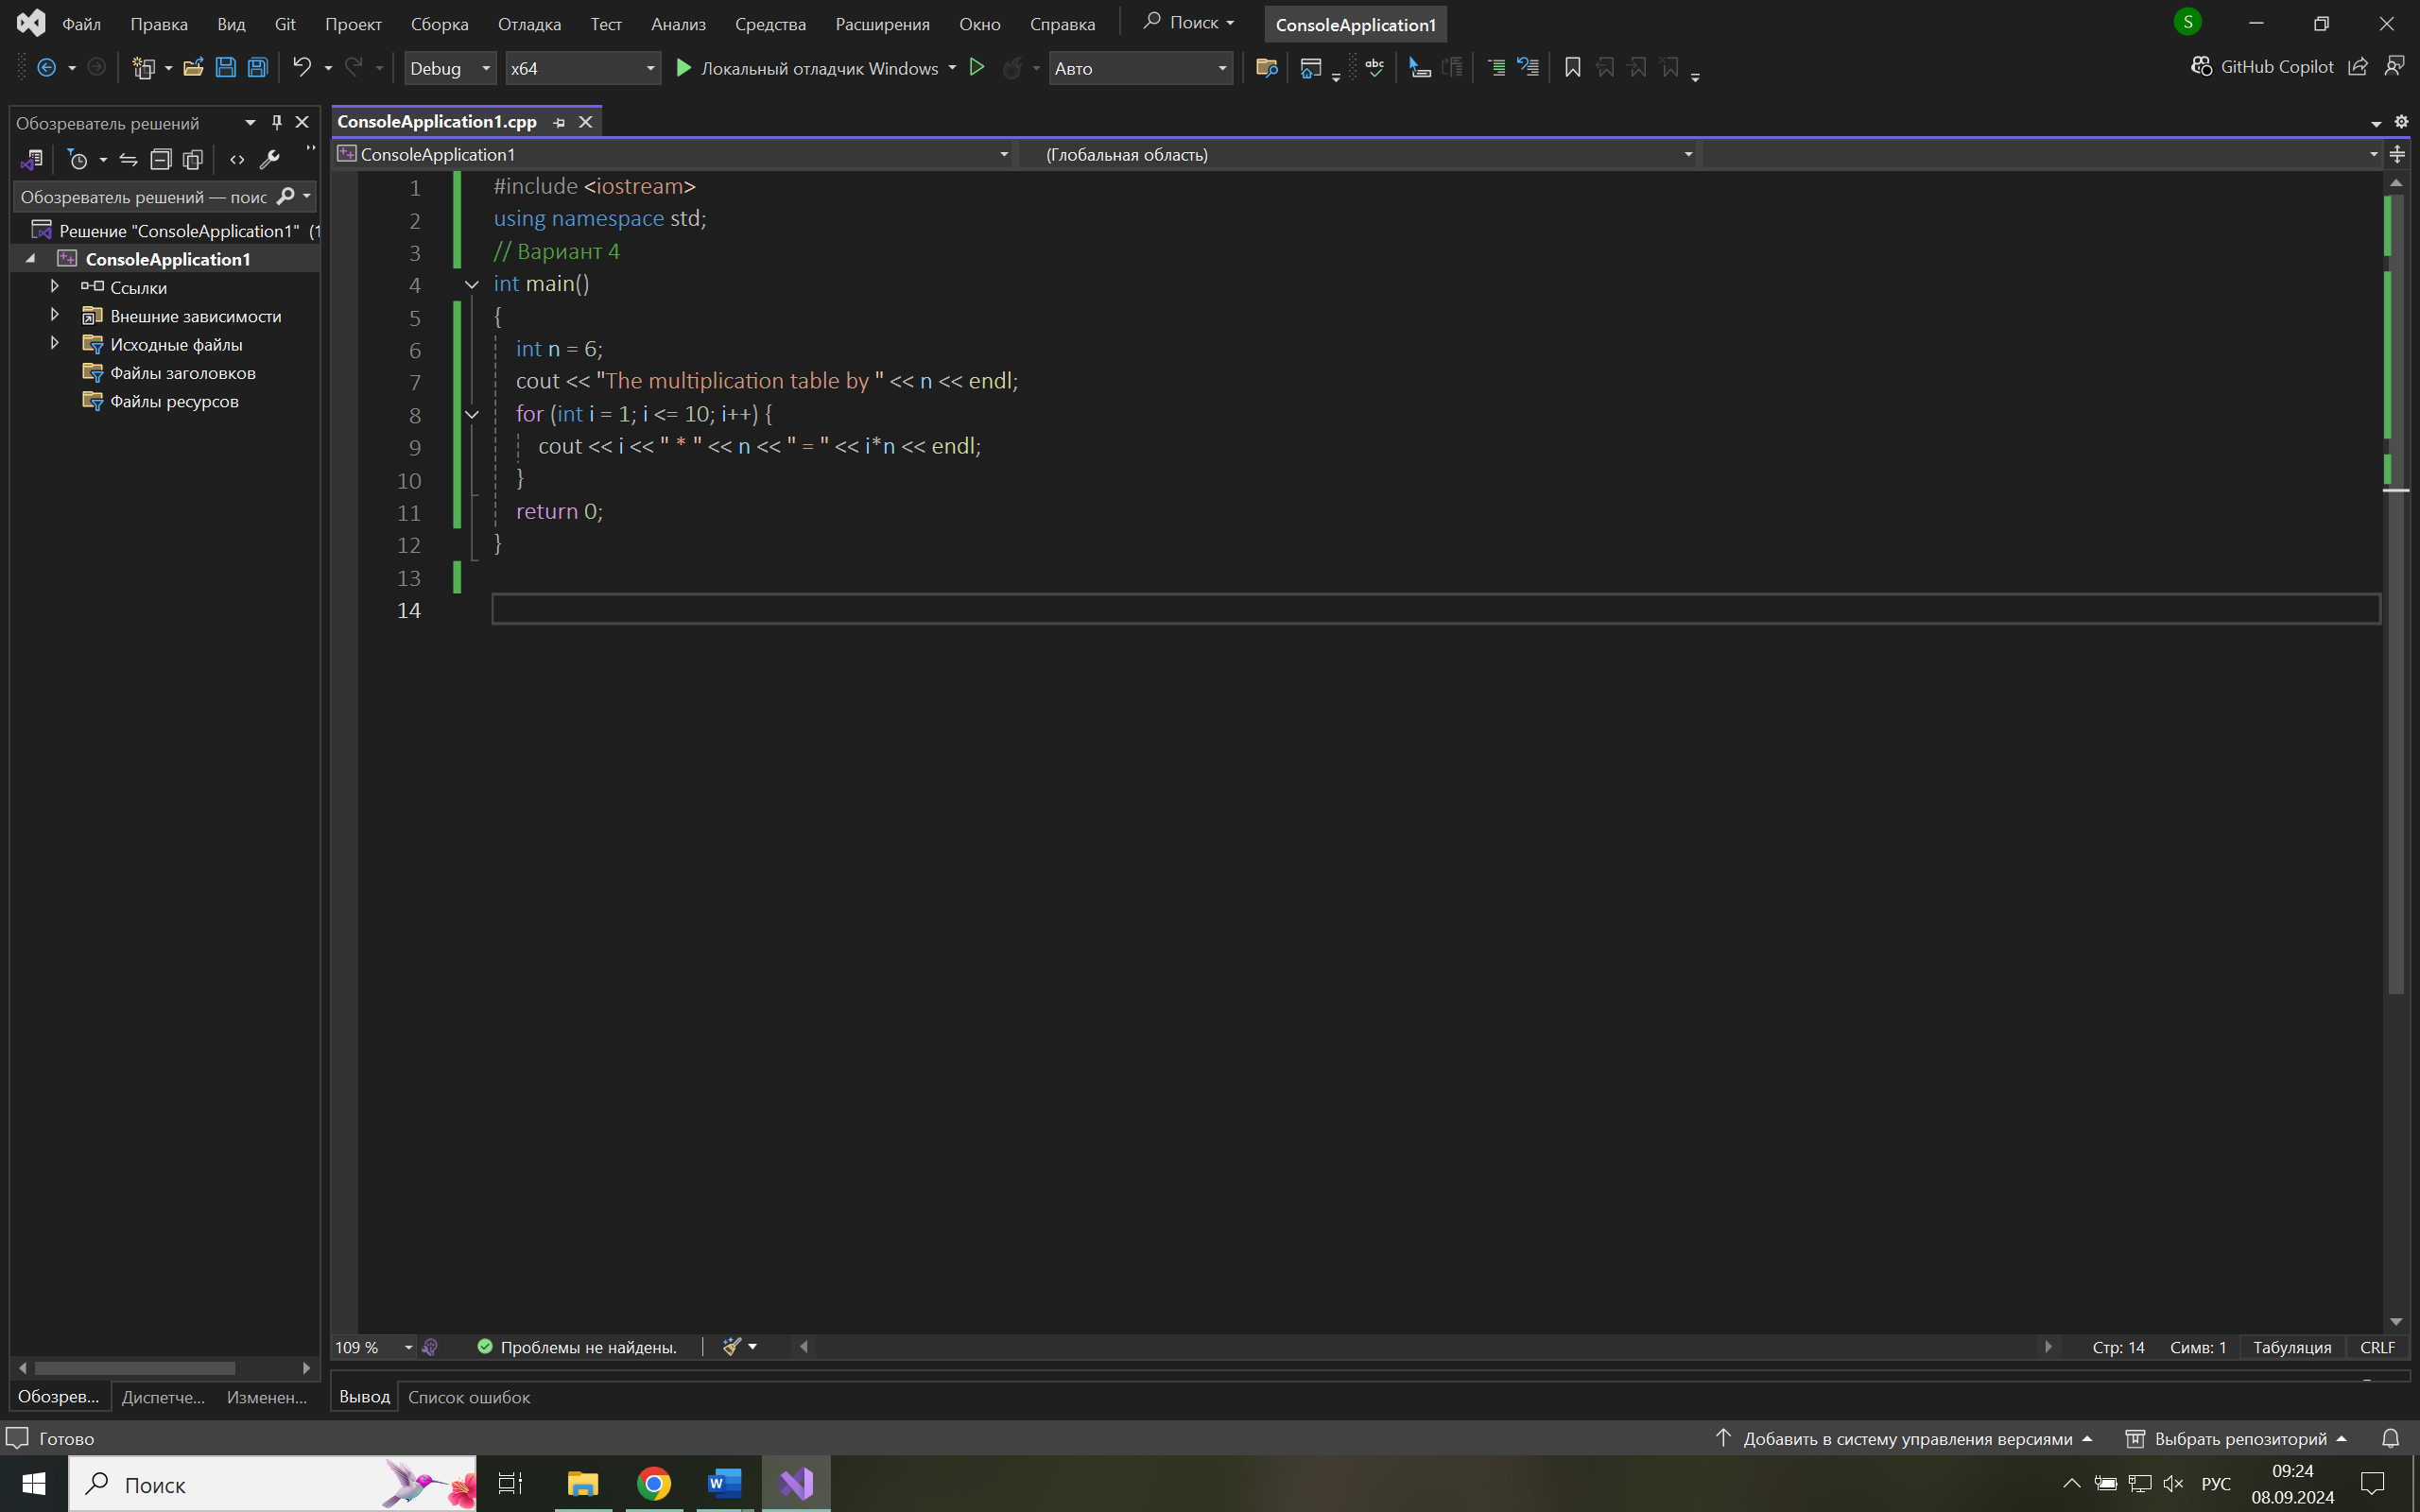 Файл Правка Вид Git Проект Сборка Отладка Тест Анализ Средства Расширения Окно Справка Поиск ConsoleApplication1 S
Debug x64 Локальный отладчик Windows Авто abc GitHub Copilot
Обозреватель решений
ConsoleApplication1.cpp
ConsoleApplication1 (Глобальная область)
Обозреватель решений — поис
Решение "ConsoleApplication1" (1
ConsoleApplication1
Ссылки
Внешние зависимости
Исходные файлы
Файлы заголовков
Файлы ресурсов
1 #include <iostream>
2 using namespace std;
3 // Вариант 4
4 int main()
5 {
6 int n = 6;
7 cout << "The multiplication table by " << n << endl;
8 for (int i = 1; i <= 10; i++) {
9 cout << i << " * " << n << " = " << i*n << endl;
10 }
11 return 0;
12 }
13
14
109 % Проблемы не найдены. Стр: 14 Симв: 1 Табуляция CRLF
Обозрев... Диспетче... Изменен... Вывод Список ошибок
Готово Добавить в систему управления версиями Выбрать репозиторий
Поиск W РУС 09:24
08.09.2024